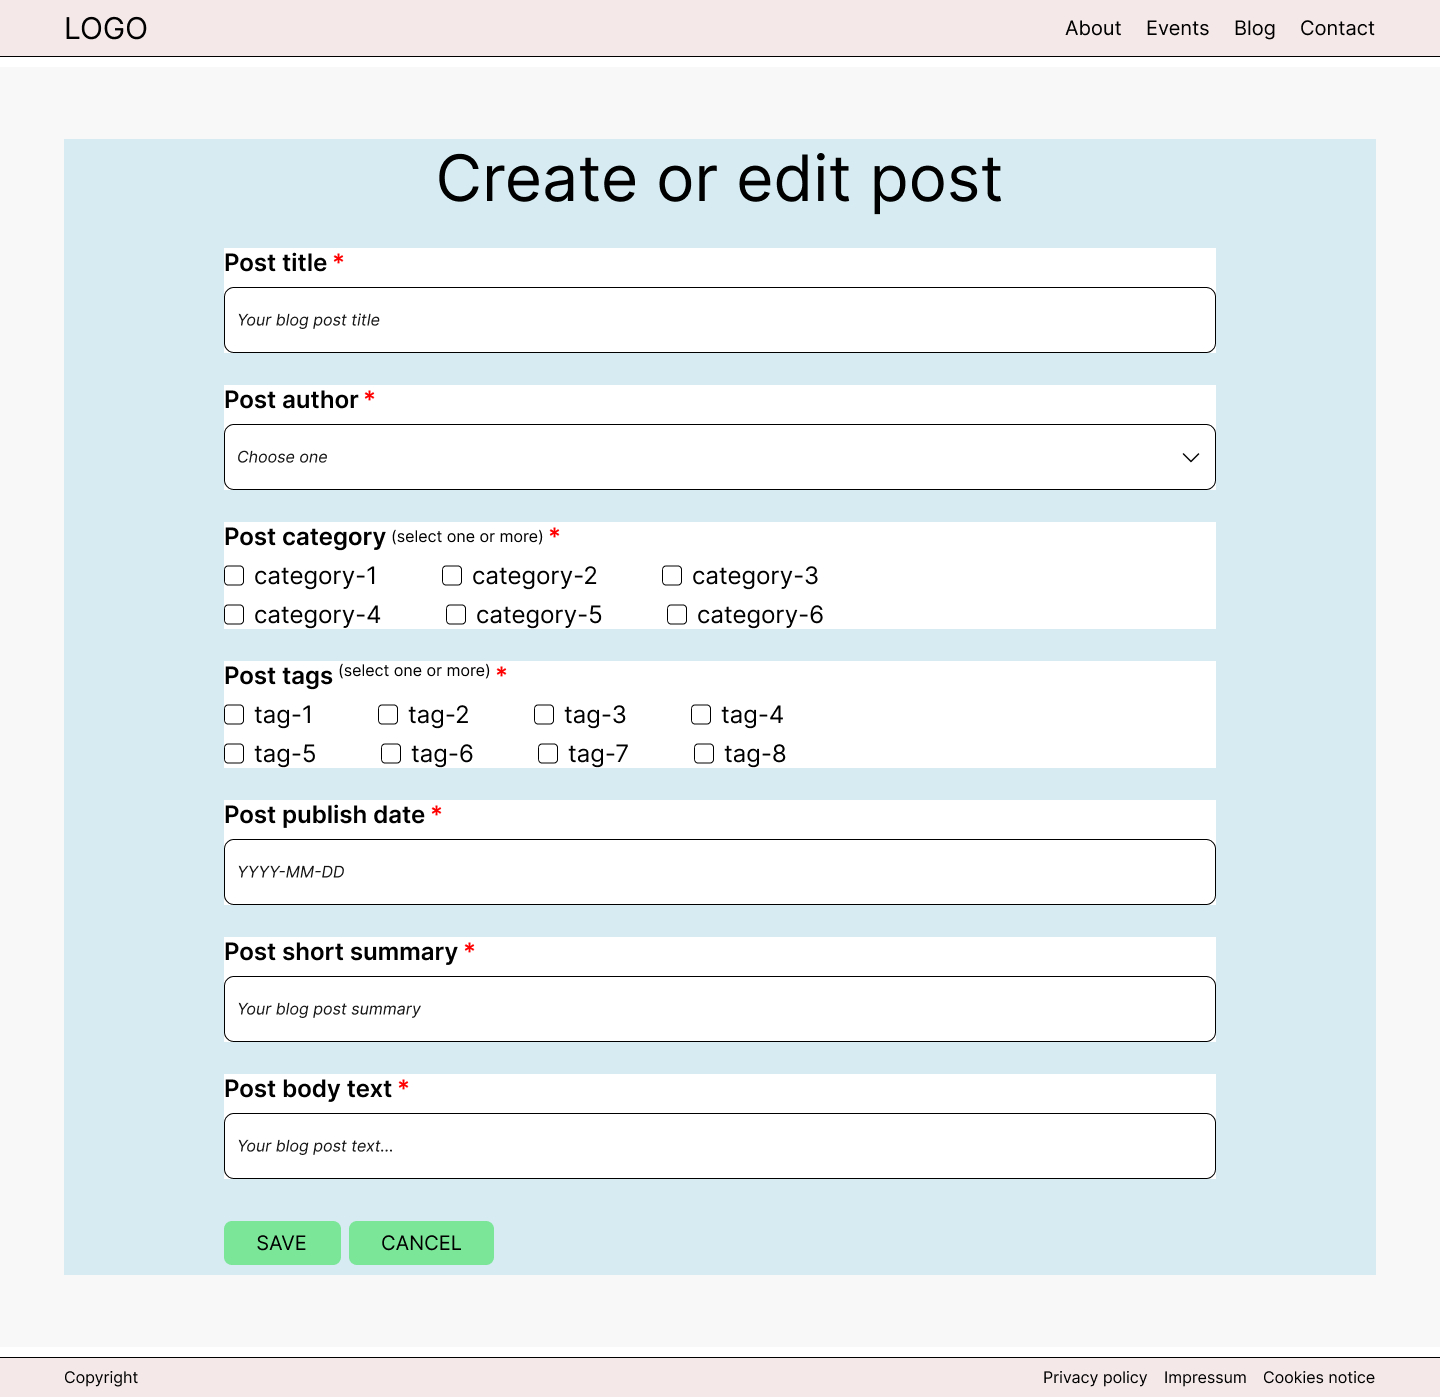 LOGO About Events Blog Contact
Create or edit post
Post title *
Your blog post title
Post author *
Choose one
Post category (select one or more) *
category-1 category-2 category-3
category-4 category-5 category-6
Post tags (select one or more) *
tag-1 tag-2 tag-3 tag-4
tag-5 tag-6 tag-7 tag-8
Post publish date *
YYYY-MM-DD
Post short summary *
Your blog post summary
Post body text *
Your blog post text...
SAVE CANCEL
Copyright Privacy policy Impressum Cookies notice